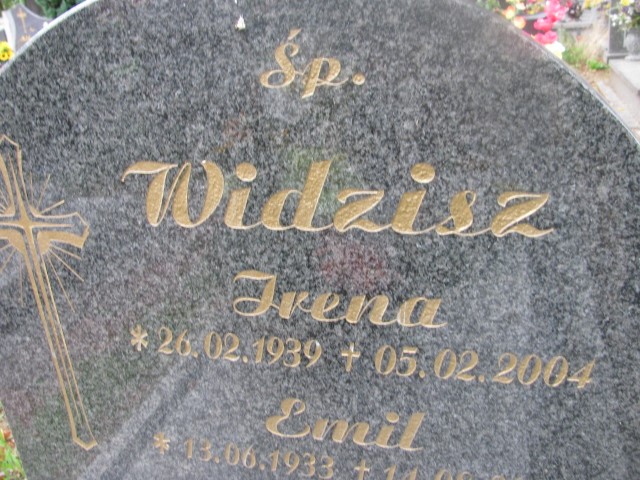 Śp.
Widzisz
Irena
* 26.02.1939 † 05.02.2004
Emil
* 13.06.1933 †